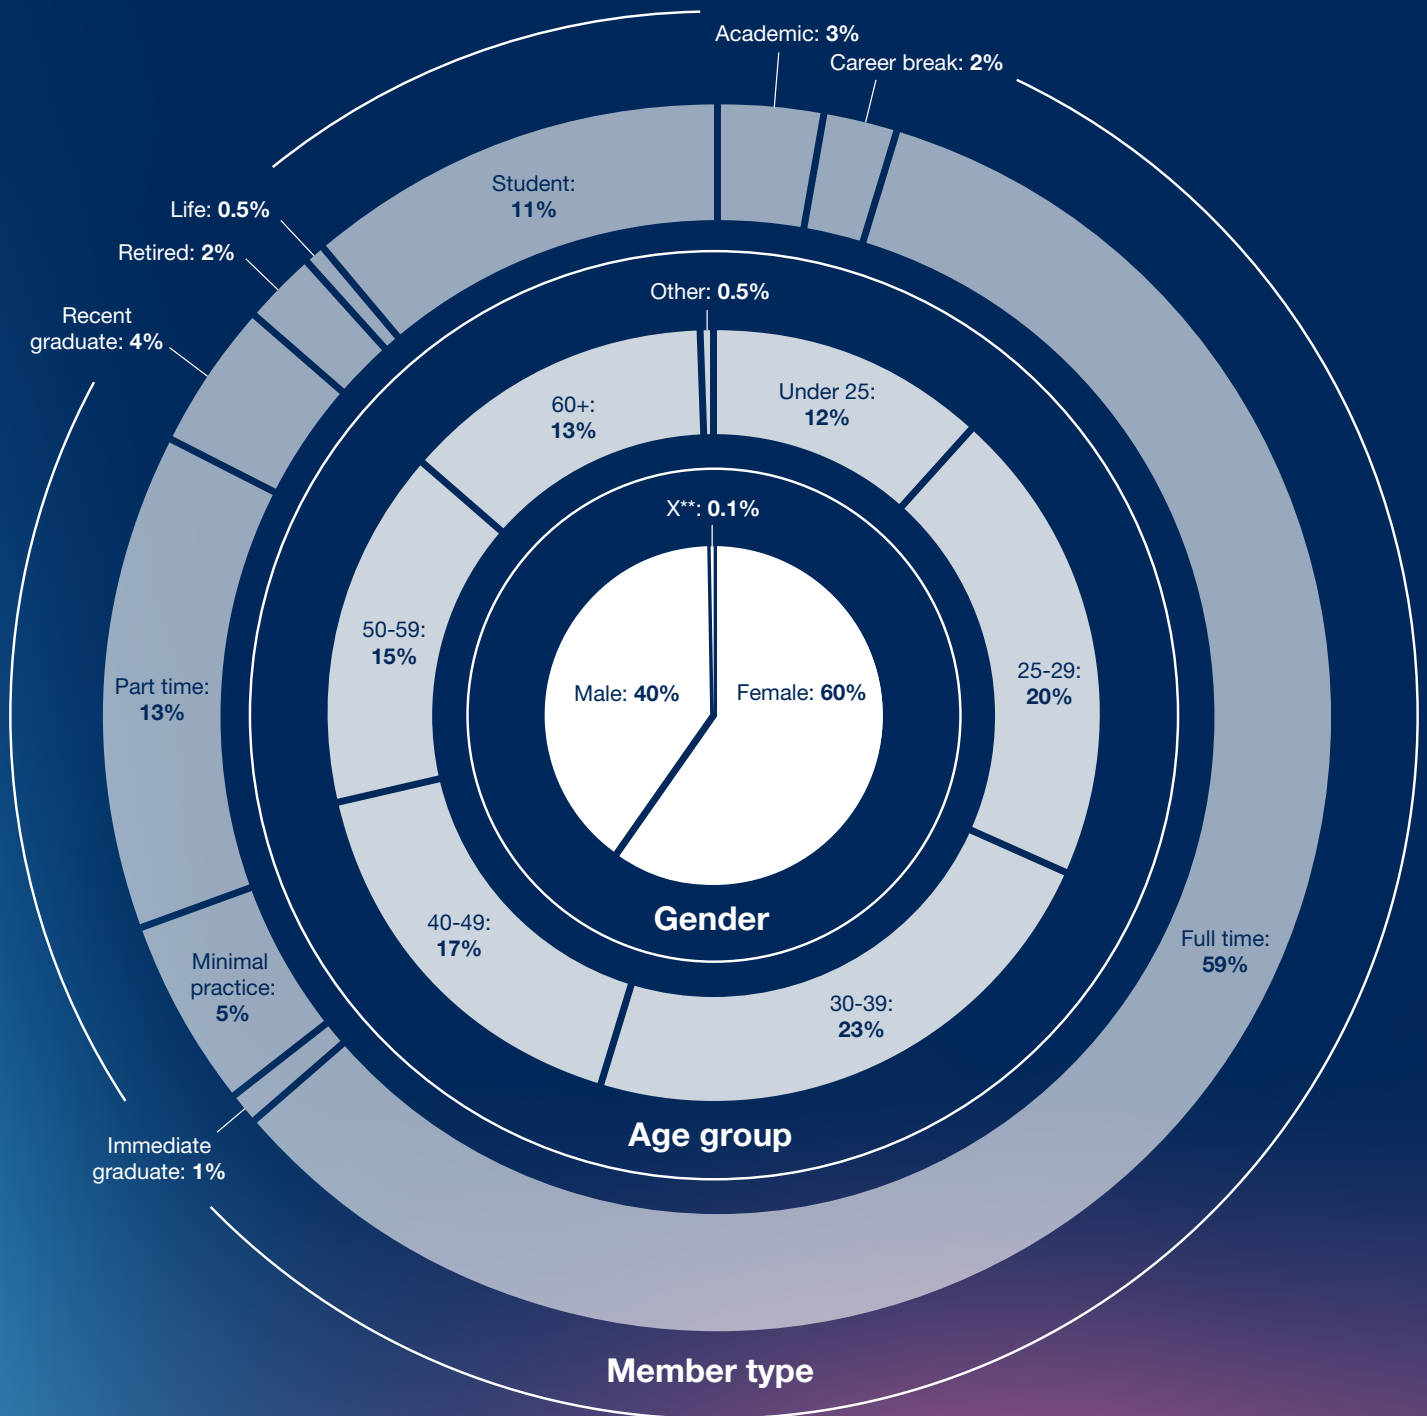 Academic: 3%
Career break: 2%
Student:
11%
Life: 0.5%
Retired: 2%
Recent
graduate: 4%
Part time:
13%
Minimal
practice:
5%
Immediate
graduate: 1%
Full time:
59%
Other: 0.5%
Under 25:
12%
60+:
13%
25-29:
20%
50-59:
15%
40-49:
17%
30-39:
23%
X**: 0.1%
Male: 40%
Female: 60%
Gender
Age group
Member type